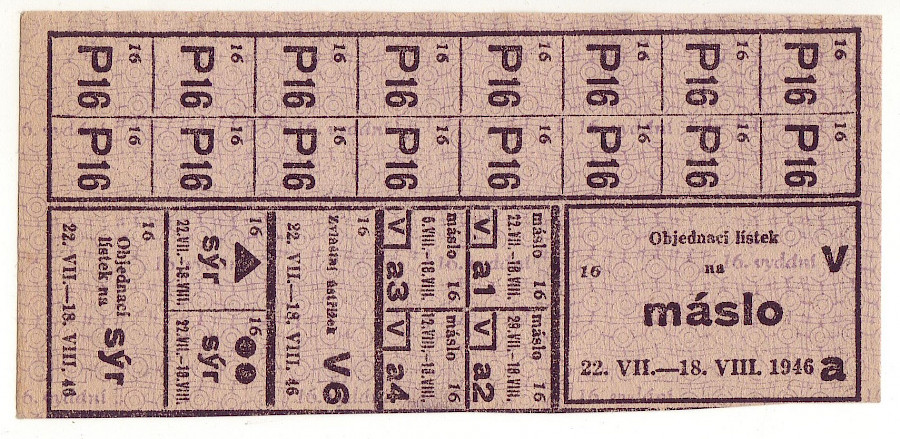 16 16 16 16 16 16 16 16
P16 P16 P16 P16 P16 P16 P16 P16
16 16 16 16 16 16 16 16
P16 P16 P16 P16 P16 P16 P16 P16
16
Objednací
lístek na
sýr
22. VII.—18. VIII. 46
16
sýr
22.VII.—18.VIII.
16
sýr
22.VII.—18.VIII.
16
Zvláštní ústřižek
V6
22. VII.—18. VIII. 46
máslo 16
6.VIII.—18.VIII.
V a3
máslo 16
12.VIII.—18.VIII.
V a4
máslo 16
22.VII.—18.VIII.
V a1
máslo 16
29.VII.—18.VIII.
V a2
Objednací lístek
na
16
V
máslo
22. VII.—18. VIII. 1946 a
16. vydání